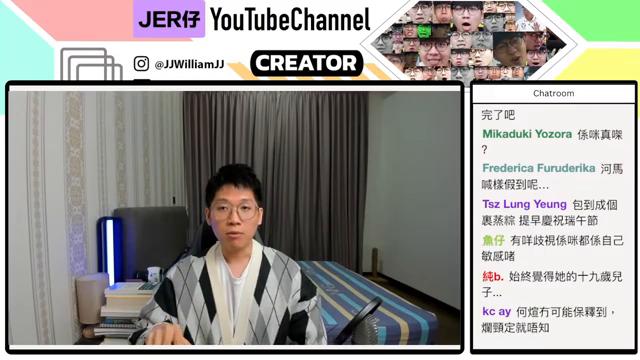 JER仔 YouTubeChannel
@JJWilliamJJ CREATOR
Chatroom
完了吧
Mikaduki Yozora 係咪真㗎
?
Frederica Furuderika 河馬
喊樣假到呢...
Tsz Lung Yeung 包到成個
裹蒸粽 提早慶祝瑞午節
魚仔 有咩歧視係咪都係自己
敏感啫
純b. 始終覺得她的十九歲兒
子...
kc ay 何煊冇可能保釋到，
爛頸定就唔知